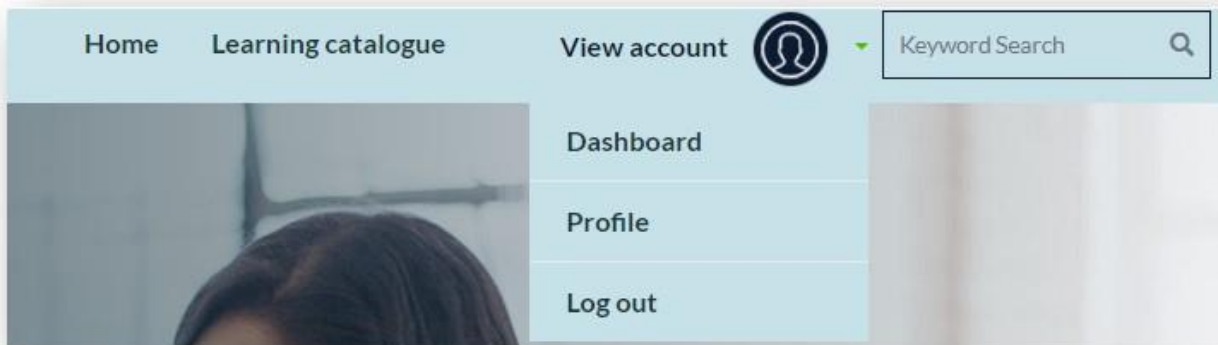 Home
Learning catalogue
View account
Keyword Search
Dashboard
Profile
Log out